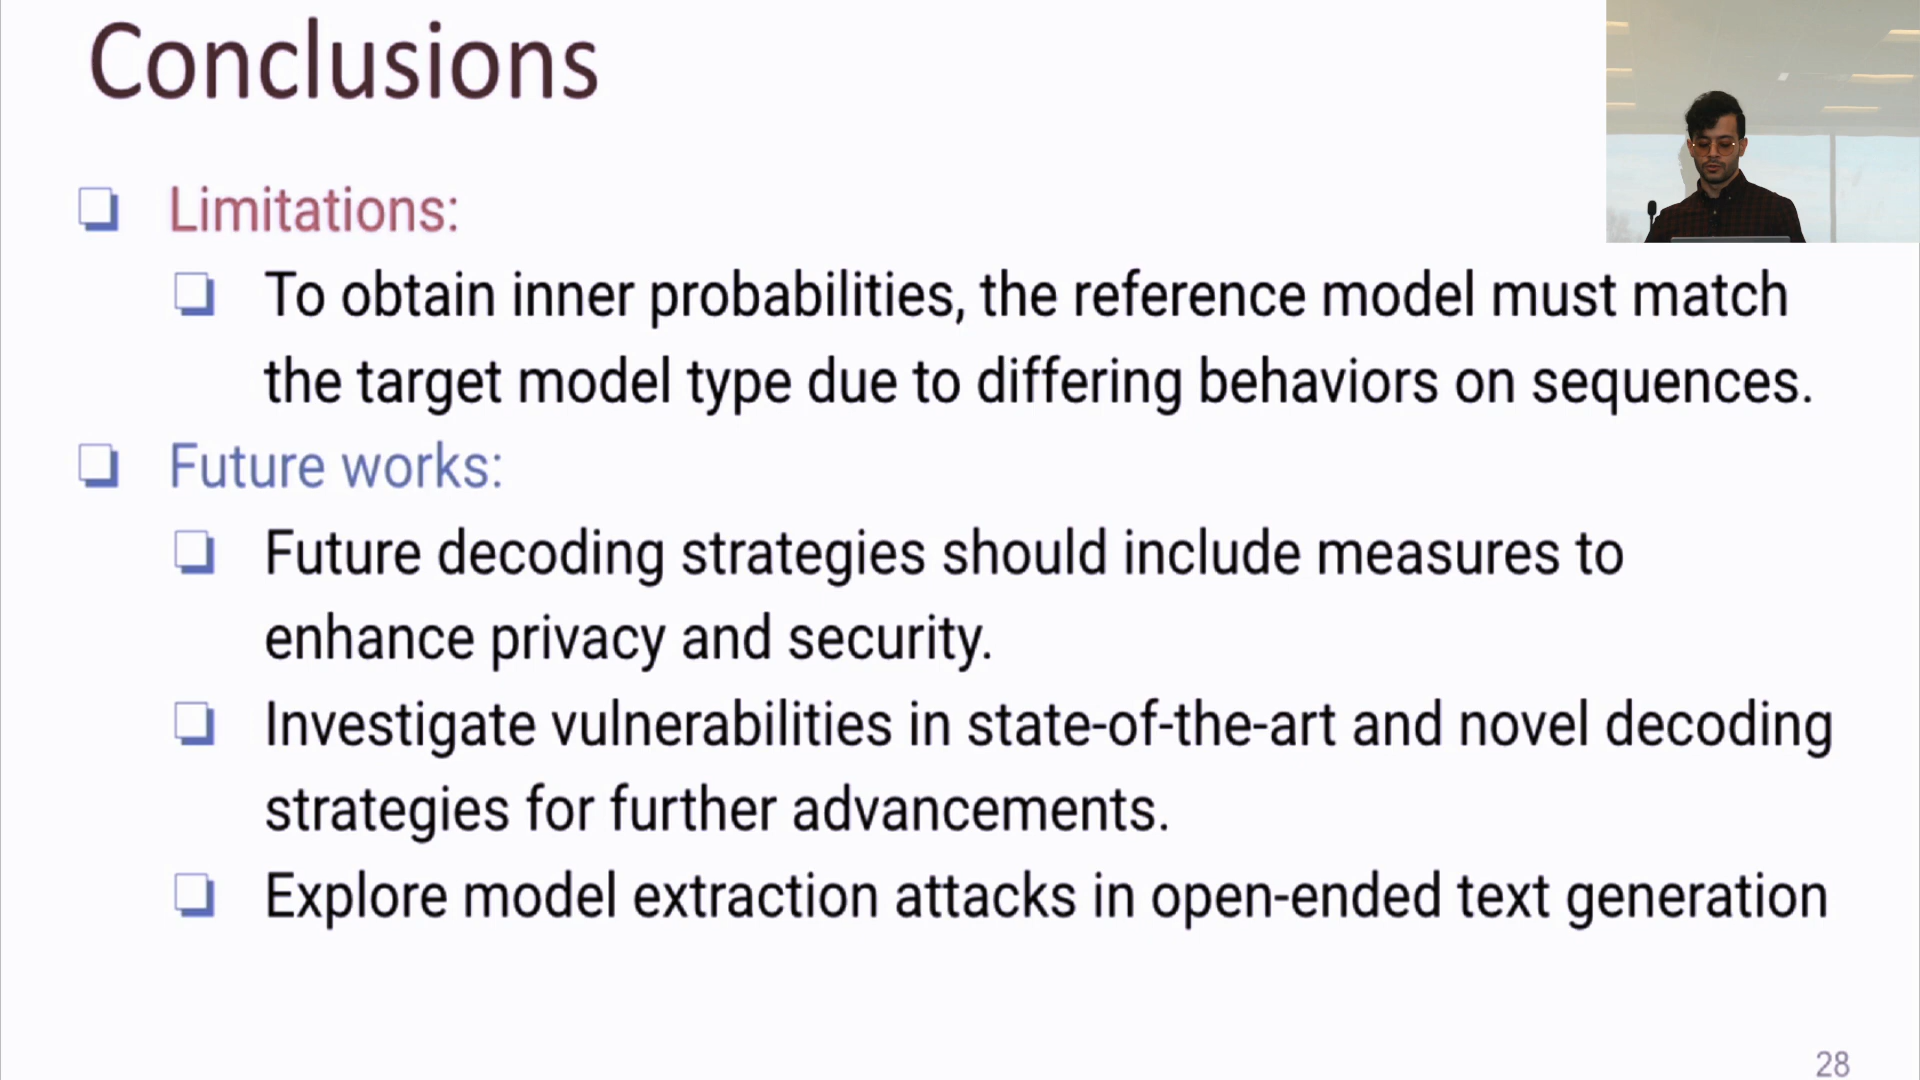 Conclusions
Limitations:
To obtain inner probabilities, the reference model must match
the target model type due to differing behaviors on sequences.
Future works:
Future decoding strategies should include measures to
enhance privacy and security.
Investigate vulnerabilities in state-of-the-art and novel decoding
strategies for further advancements.
Explore model extraction attacks in open-ended text generation
28